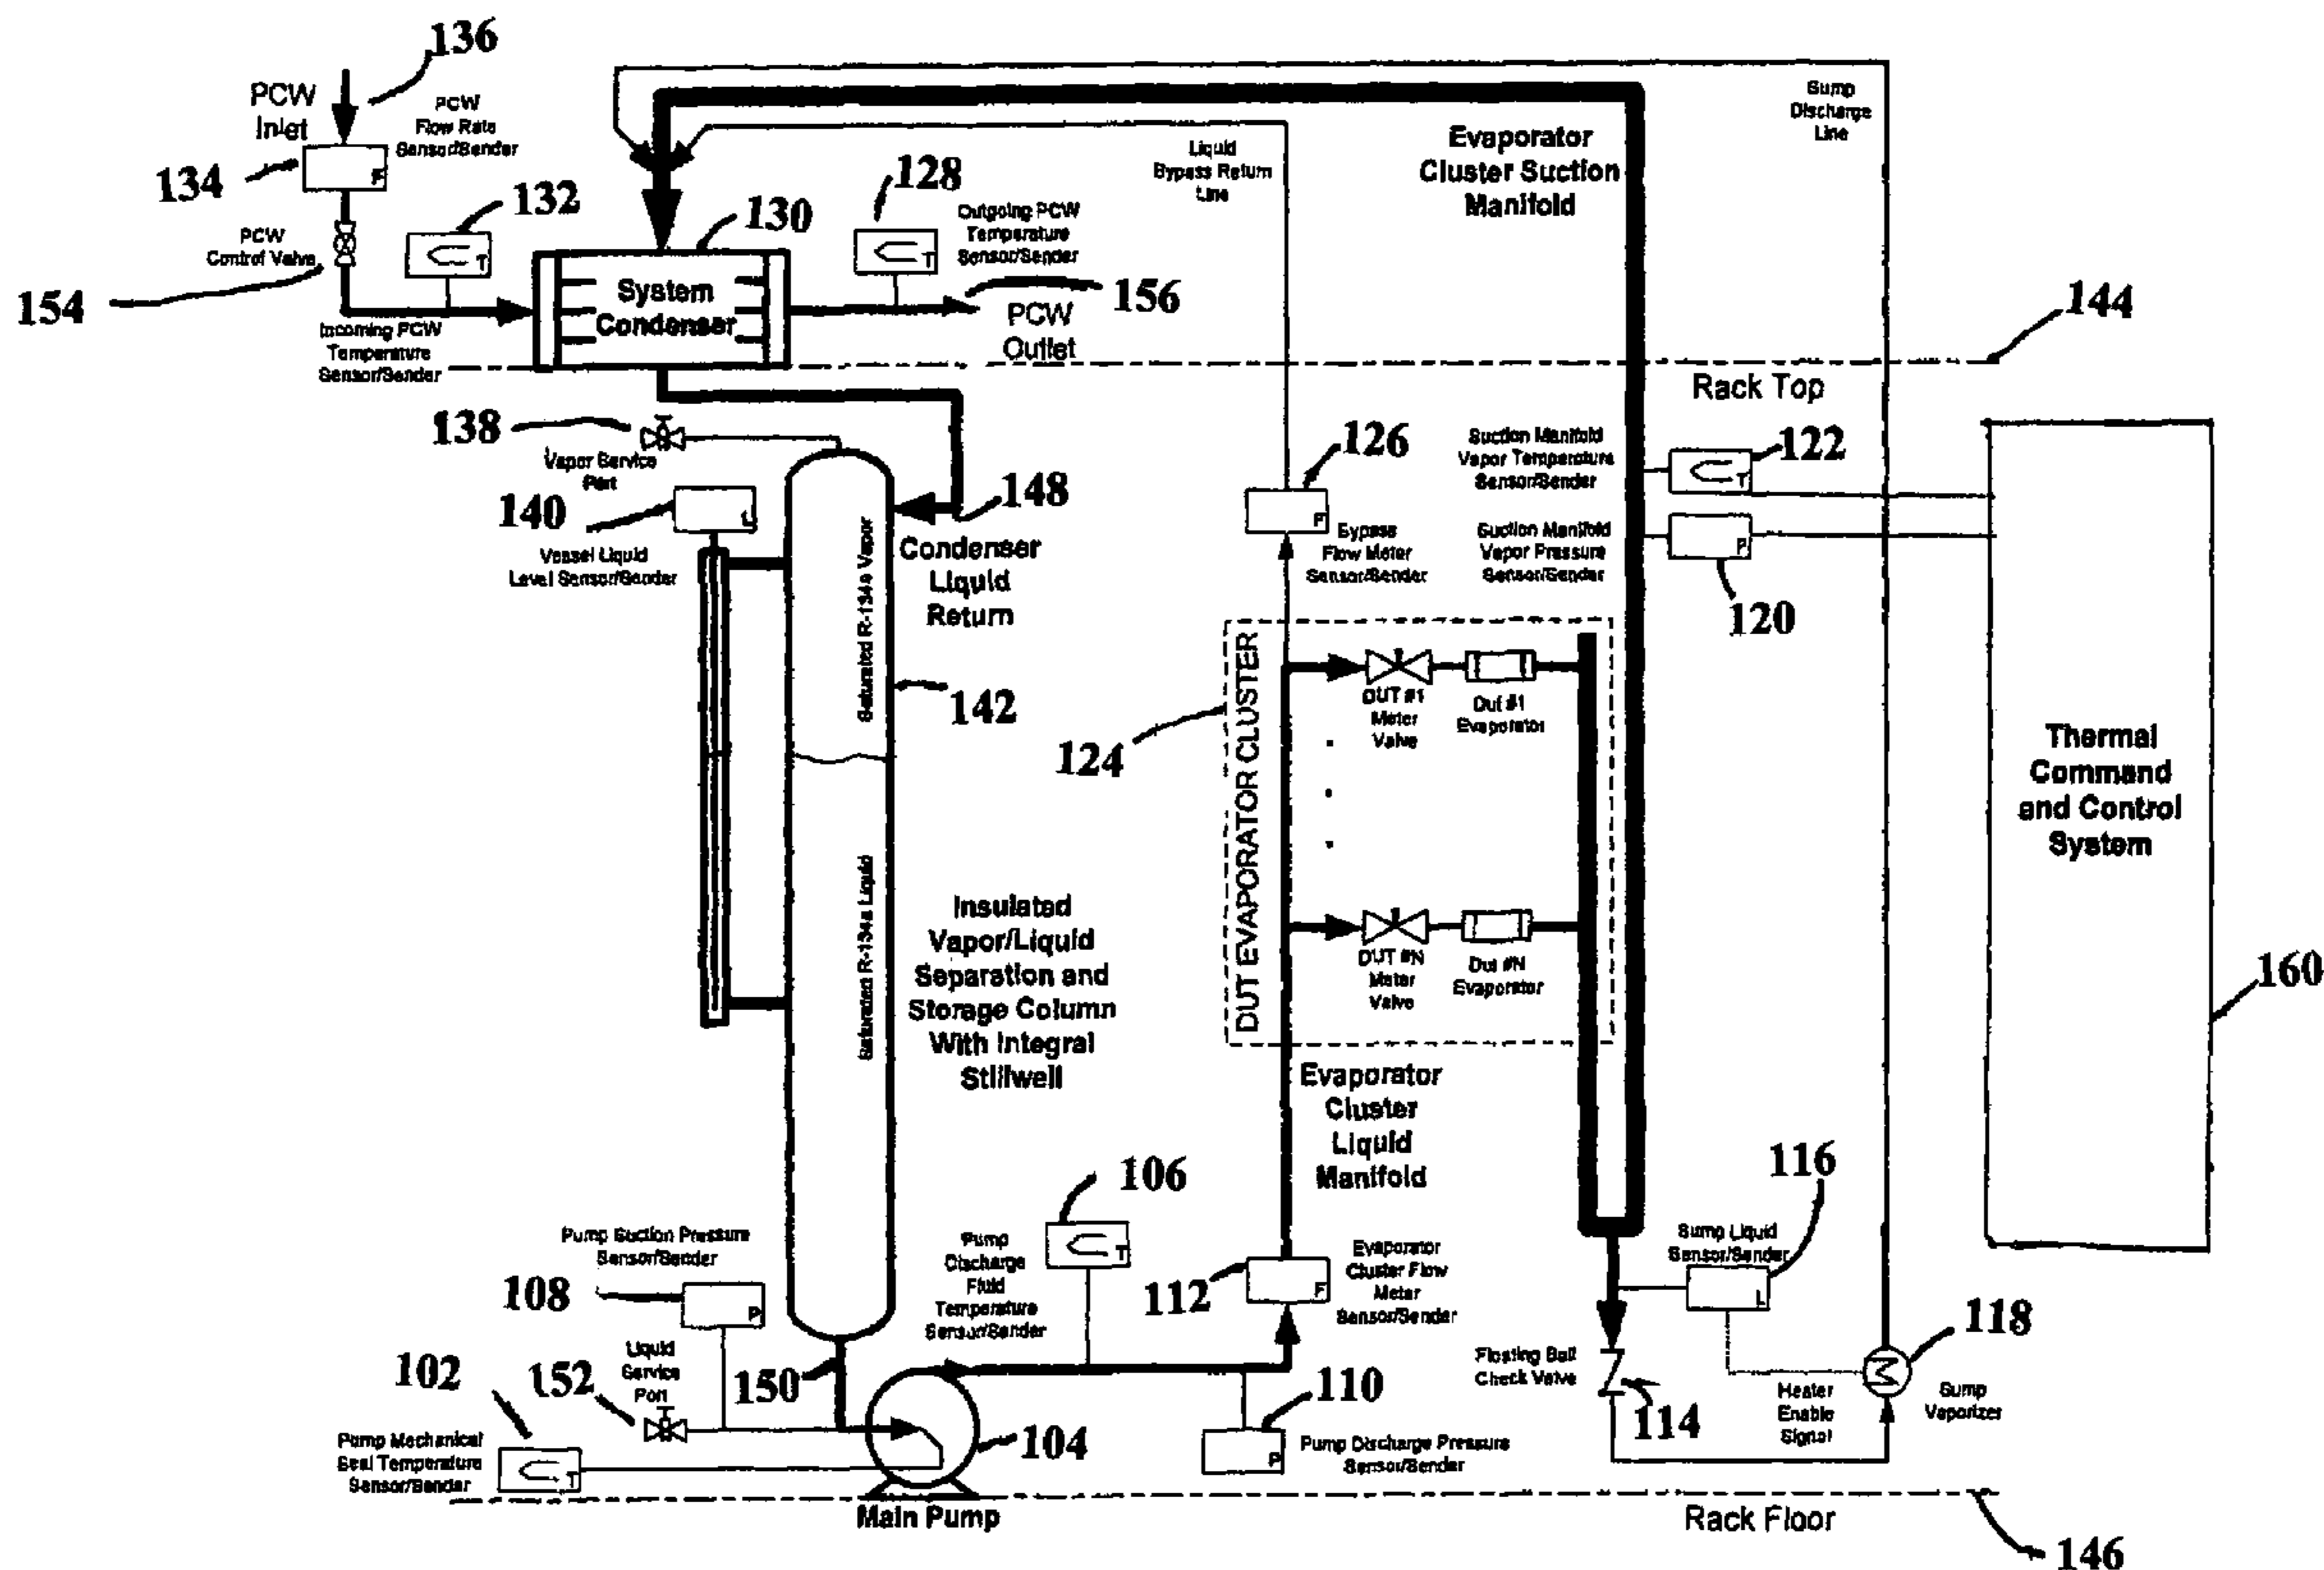 136
PCW
Inlet
PCW
Flow Rate
Sensor/Sender
134
F
PCW
Control Valve
154
132
T
Incoming PCW
Temperature
Sensor/Sender
130
System
Condenser
128
T
Outgoing PCW
Temperature
Sensor/Sender
156
PCW
Outlet
Liquid
Bypass Return
Line
Evaporator
Cluster Suction
Manifold
Sump
Discharge
Line
144
Rack Top
138
Vapor Service
Port
140
L
Vessel Liquid
Level Sensor/Sender
148
Condenser
Liquid
Return
Saturated R-134a Vapor
142
Saturated R-134a Liquid
Insulated
Vapor/Liquid
Separation and
Storage Column
With Integral
Stillwell
126
F
Bypass
Flow Meter
Sensor/Sender
Suction Manifold
Vapor Temperature
Sensor/Sender
122
T
Suction Manifold
Vapor Pressure
Sensor/Sender
P
120
124
DUT EVAPORATOR CLUSTER
DUT #1
Meter
Valve
Dut #1
Evaporator
DUT #N
Meter
Valve
Dut #N
Evaporator
Evaporator
Cluster
Liquid
Manifold
Thermal
Command
and Control
System
160
Pump Suction Pressure
Sensor/Sender
108
P
Liquid
Service
Port
152
102
Pump Mechanical
Seal Temperature
Sensor/Sender
T
150
104
Main Pump
Pump
Discharge
Fluid
Temperature
Sensor/Sender
106
T
112
F
Evaporator
Cluster Flow
Meter
Sensor/Sender
110
P
Pump Discharge Pressure
Sensor/Sender
116
Sump Liquid
Sensor/Sender
L
Floating Ball
Check Valve
114
Heater
Enable
Signal
118
Sump
Vaporizer
Rack Floor
146